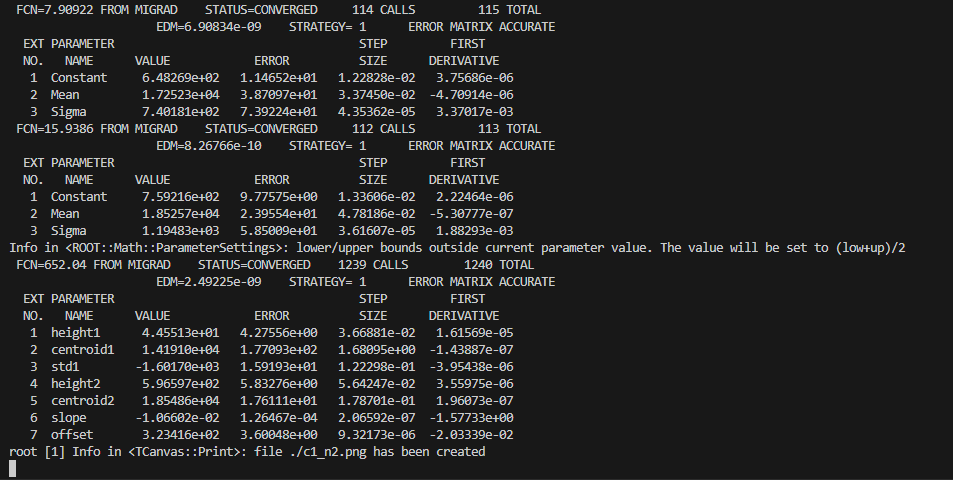 FCN=7.90922 FROM MIGRAD    STATUS=CONVERGED     114 CALLS         115 TOTAL
EDM=6.90834e-09    STRATEGY= 1      ERROR MATRIX ACCURATE
EXT PARAMETER                                   STEP         FIRST
NO.   NAME      VALUE            ERROR          SIZE      DERIVATIVE
1  Constant     6.48269e+02   1.14652e+01   1.22828e-02   3.75686e-06
2  Mean         1.72523e+04   3.87097e+01   3.37450e-02  -4.70914e-06
3  Sigma        7.40181e+02   7.39224e+01   4.35362e-05   3.37017e-03
FCN=15.9386 FROM MIGRAD    STATUS=CONVERGED     112 CALLS         113 TOTAL
EDM=8.26766e-10    STRATEGY= 1      ERROR MATRIX ACCURATE
EXT PARAMETER                                   STEP         FIRST
NO.   NAME      VALUE            ERROR          SIZE      DERIVATIVE
1  Constant     7.59216e+02   9.77575e+00   1.33606e-02   2.22464e-06
2  Mean         1.85257e+04   2.39554e+01   4.78186e-02  -5.30777e-07
3  Sigma        1.19483e+03   5.85009e+01   3.61607e-05   1.88293e-03
Info in <ROOT::Math::ParameterSettings>: lower/upper bounds outside current parameter value. The value will be set to (low+up)/2
FCN=652.04 FROM MIGRAD    STATUS=CONVERGED    1239 CALLS        1240 TOTAL
EDM=2.49225e-09    STRATEGY= 1      ERROR MATRIX ACCURATE
EXT PARAMETER                                   STEP         FIRST
NO.   NAME      VALUE            ERROR          SIZE      DERIVATIVE
1  height1      4.45513e+01   4.27556e+00   3.66881e-02   1.61569e-05
2  centroid1    1.41910e+04   1.77093e+02   1.68095e+00  -1.43887e-07
3  std1        -1.60170e+03   1.59193e+01   1.22298e-01  -3.95438e-06
4  height2      5.96597e+02   5.83276e+00   5.64247e-02   3.55975e-06
5  centroid2    1.85486e+04   1.76111e+01   1.78701e-01   1.96073e-07
6  slope       -1.06602e-02   1.26467e-04   2.06592e-07  -1.57733e+00
7  offset       3.23416e+02   3.60048e+00   9.32173e-06  -2.03339e-02
root [1] Info in <TCanvas::Print>: file ./c1_n2.png has been created